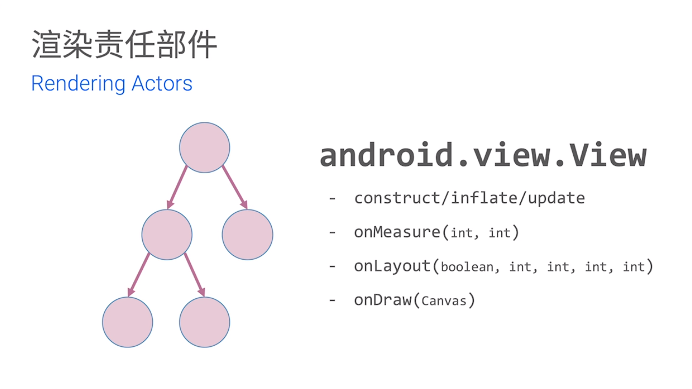 渲染责任部件
Rendering Actors
android.view.View
- construct/inflate/update
- onMeasure(int, int)
- onLayout(boolean, int, int, int, int)
- onDraw(Canvas)